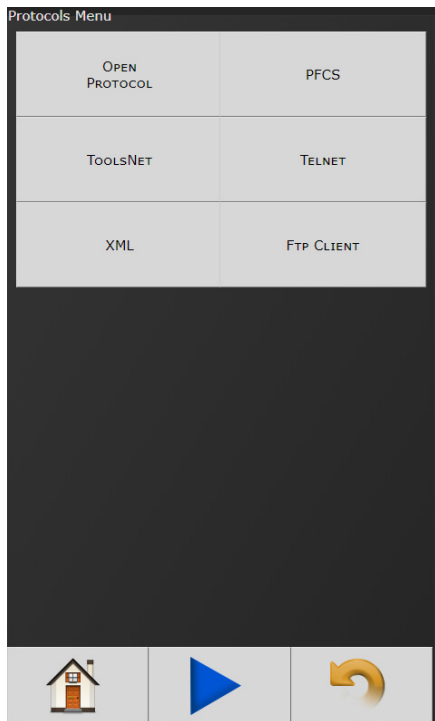 Protocols Menu
Open
Protocol
PFCS
ToolsNet
Telnet
XML
Ftp Client